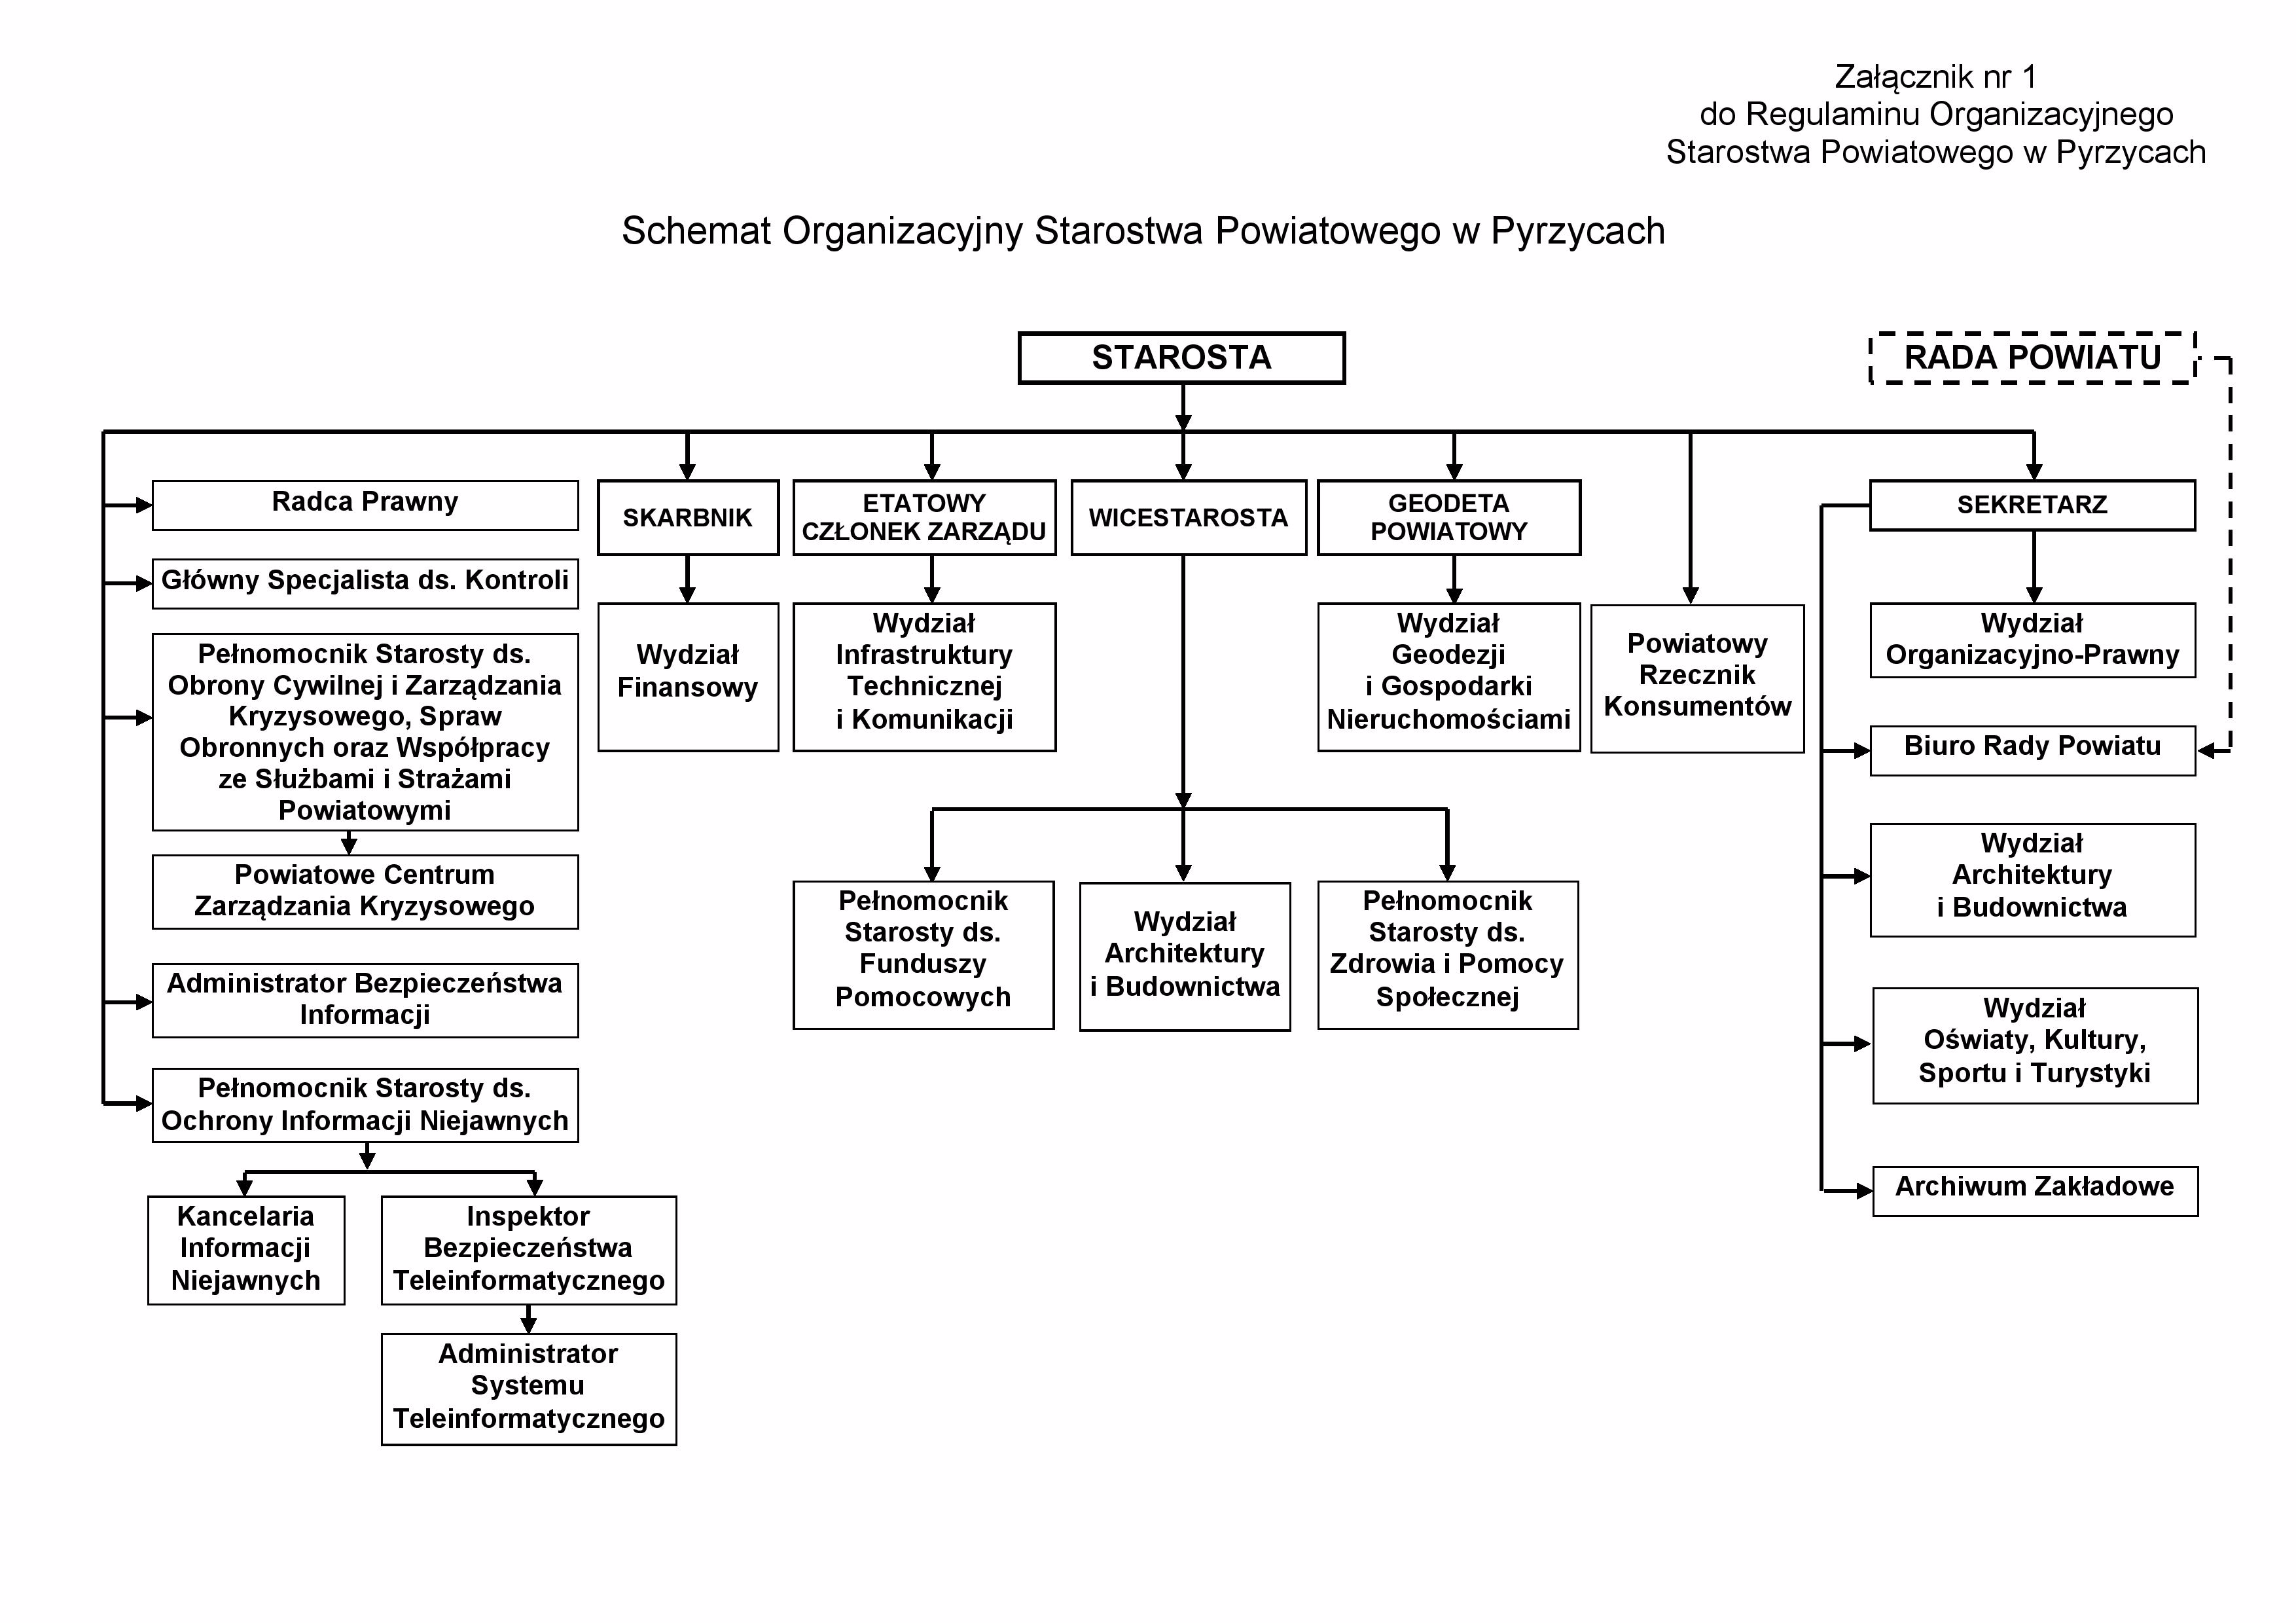 Załącznik nr 1
do Regulaminu Organizacyjnego
Starostwa Powiatowego w Pyrzycach
Schemat Organizacyjny Starostwa Powiatowego w Pyrzycach
STAROSTA
RADA POWIATU
Radca Prawny
Główny Specjalista ds. Kontroli
Pełnomocnik Starosty ds.
Obrony Cywilnej i Zarządzania
Kryzysowego, Spraw
Obronnych oraz Współpracy
ze Służbami i Strażami
Powiatowymi
Powiatowe Centrum
Zarządzania Kryzysowego
Administrator Bezpieczeństwa
Informacji
Pełnomocnik Starosty ds.
Ochrony Informacji Niejawnych
Kancelaria
Informacji
Niejawnych
Inspektor
Bezpieczeństwa
Teleinformatycznego
Administrator
Systemu
Teleinformatycznego
SKARBNIK
Wydział
Finansowy
ETATOWY
CZŁONEK ZARZĄDU
Wydział
Infrastruktury
Technicznej
i Komunikacji
WICESTAROSTA
Pełnomocnik
Starosty ds.
Funduszy
Pomocowych
Wydział
Architektury
i Budownictwa
Pełnomocnik
Starosty ds.
Zdrowia i Pomocy
Społecznej
GEODETA
POWIATOWY
Wydział
Geodezji
i Gospodarki
Nieruchomościami
Powiatowy
Rzecznik
Konsumentów
SEKRETARZ
Wydział
Organizacyjno-Prawny
Biuro Rady Powiatu
Wydział
Architektury
i Budownictwa
Wydział
Oświaty, Kultury,
Sportu i Turystyki
Archiwum Zakładowe